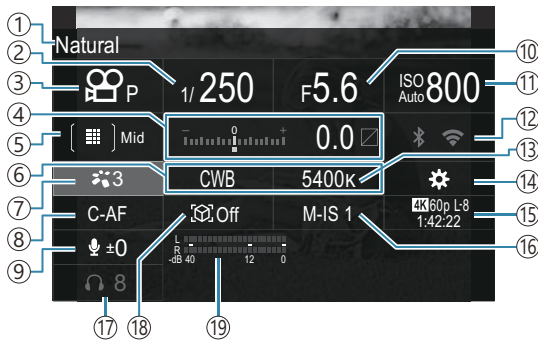 ① Natural
② 1/250
③ P
⑩ F5.6
⑪ ISO Auto 800
④ − 0 + 0.0
⑤ Mid
⑫
⑥ CWB 5400K ⑬
⑦ 3
⑭
⑧ C-AF
⑱ Off
M-IS 1 ⑯
4K 60p L-8 ⑮
1:42:22
⑨ ±0
L
R
-dB 40 12 0
⑰ 8
⑲